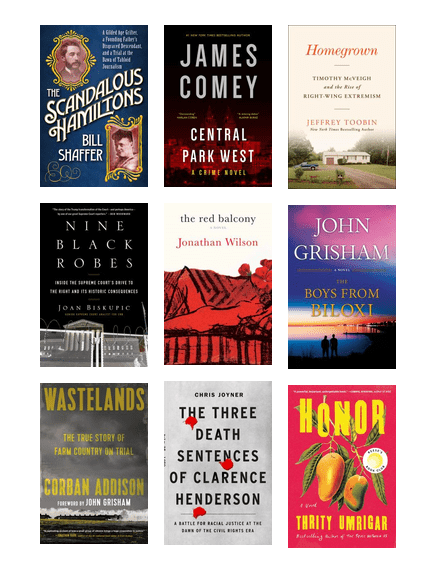 A Gilded Age Grifter,
a Founding Father's
Disgraced Descendant,
and a Trial at the
Dawn of Tabloid
Journalism
THE
SCANDALOUS
HAMILTONS
BILL
SHAFFER
#1 NEW YORK TIMES BESTSELLING AUTHOR
JAMES
COMEY
CENTRAL
PARK WEST
A CRIME NOVEL
Homegrown
TIMOTHY McVEIGH
and the Rise of
RIGHT-WING EXTREMISM
JEFFREY TOOBIN
New York Times Bestselling Author
NINE
BLACK
ROBES
INSIDE THE SUPREME COURT'S DRIVE TO
THE RIGHT AND ITS HISTORIC CONSEQUENCES
JOAN BISKUPIC
the red balcony
A NOVEL
Jonathan Wilson
JOHN
GRISHAM
A NOVEL
THE
BOYS FROM
BILOXI
WASTELANDS
THE TRUE STORY OF
FARM COUNTRY ON TRIAL
CORBAN ADDISON
FOREWORD BY JOHN GRISHAM
CHRIS JOYNER
THE THREE
DEATH
SENTENCES
OF CLARENCE
HENDERSON
A BATTLE FOR RACIAL JUSTICE AT THE
DAWN OF THE CIVIL RIGHTS ERA
HONOR
a Novel
THRITY UMRIGAR